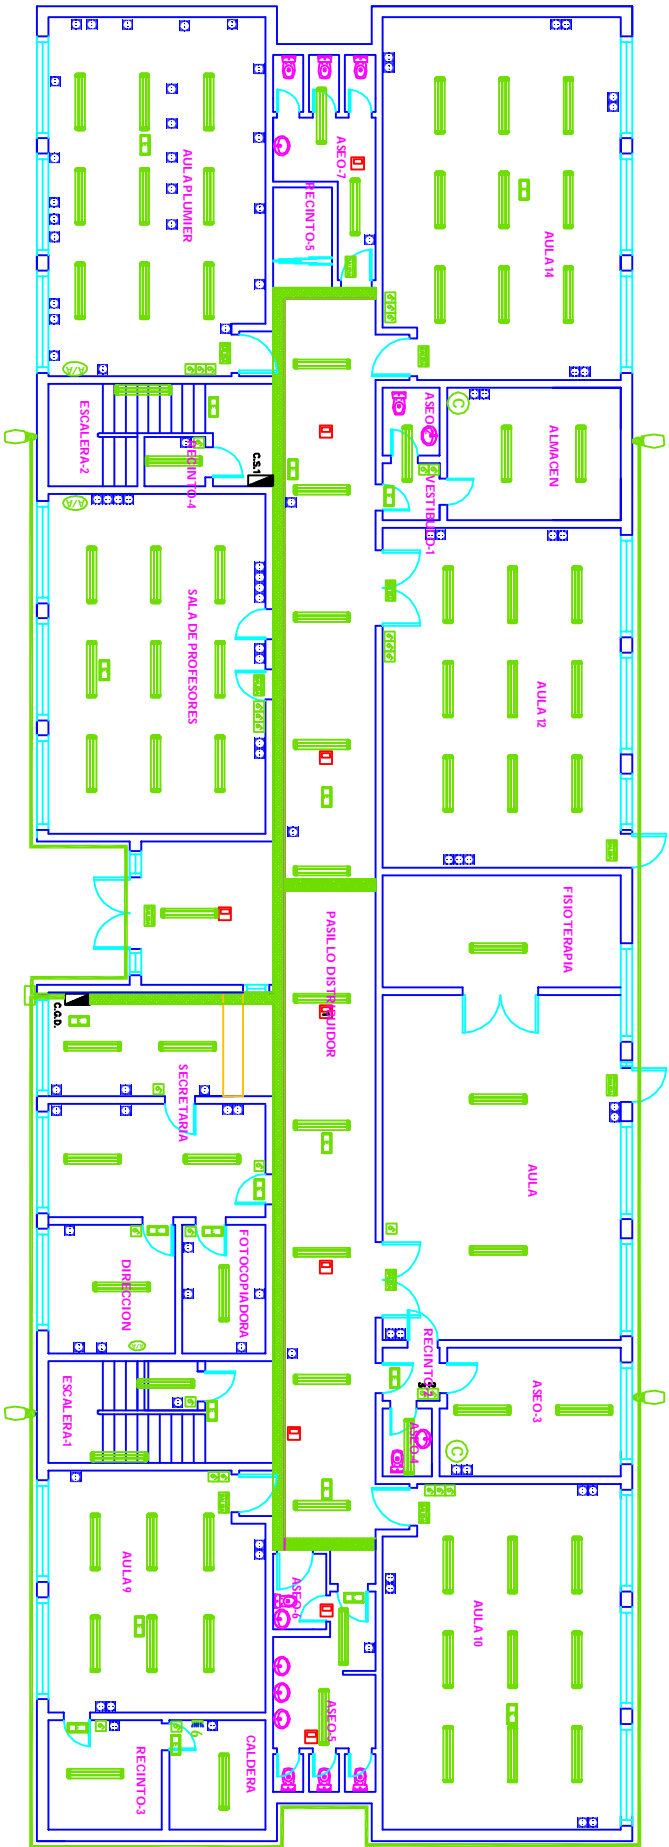 AULA PLUMIER
ASEO-7
RECINTO-5
AULA 14
A/A
ESCALERA-2
RECINTO-4
C.S.1
ASEO
VESTIBULO-1
C
ALMACEN
A/A
SALA DE PROFESORES
AULA 12
PASILLO DISTRIBUIDOR
FISIOTERAPIA
C.G.D.
SECRETARIA
AULA
DIRECCION
FOTOCOPIADORA
ESCALERA-1
RECINTO-2
ASEO-3
ASEO-4
C
AULA 9
ASEO-6
ASEO-5
AULA 10
RECINTO-3
CALDERA